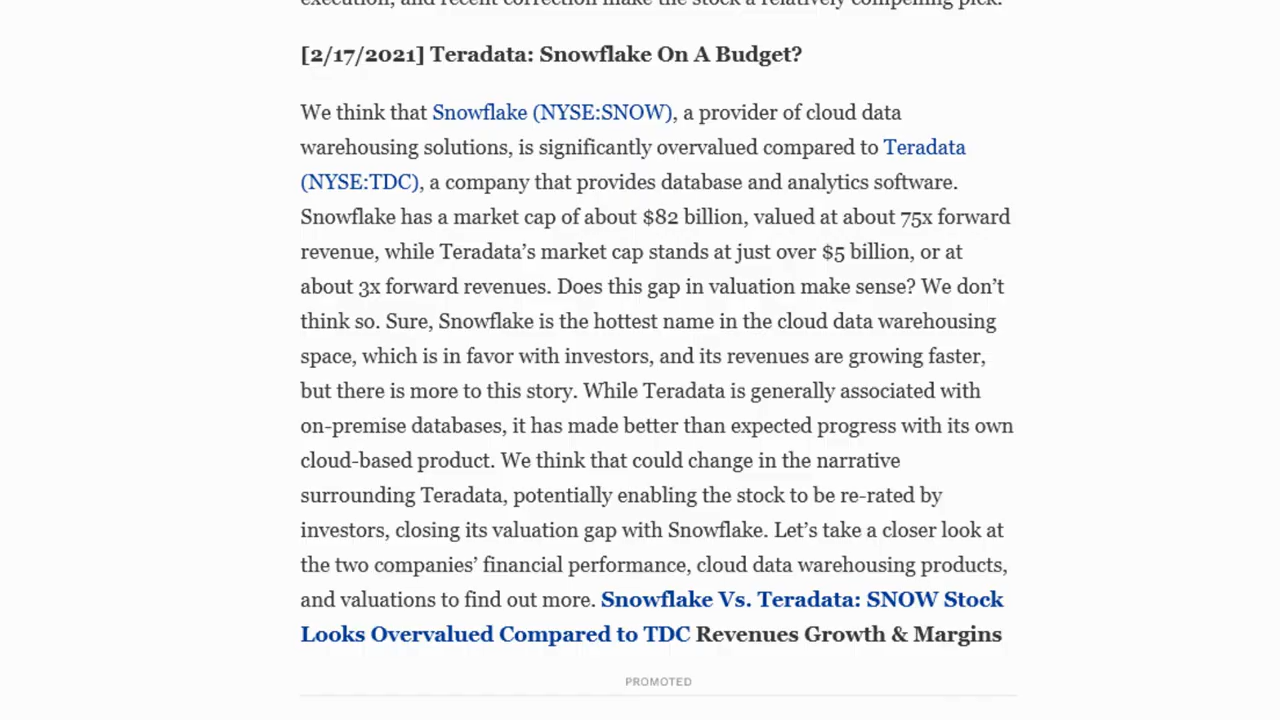 execution, and recent correction make the stock a relatively compelling pick.
[2/17/2021] Teradata: Snowflake On A Budget?
We think that Snowflake (NYSE:SNOW), a provider of cloud data
warehousing solutions, is significantly overvalued compared to Teradata
(NYSE:TDC), a company that provides database and analytics software.
Snowflake has a market cap of about $82 billion, valued at about 75x forward
revenue, while Teradata’s market cap stands at just over $5 billion, or at
about 3x forward revenues. Does this gap in valuation make sense? We don’t
think so. Sure, Snowflake is the hottest name in the cloud data warehousing
space, which is in favor with investors, and its revenues are growing faster,
but there is more to this story. While Teradata is generally associated with
on-premise databases, it has made better than expected progress with its own
cloud-based product. We think that could change in the narrative
surrounding Teradata, potentially enabling the stock to be re-rated by
investors, closing its valuation gap with Snowflake. Let’s take a closer look at
the two companies’ financial performance, cloud data warehousing products,
and valuations to find out more. Snowflake Vs. Teradata: SNOW Stock
Looks Overvalued Compared to TDC Revenues Growth & Margins
PROMOTED